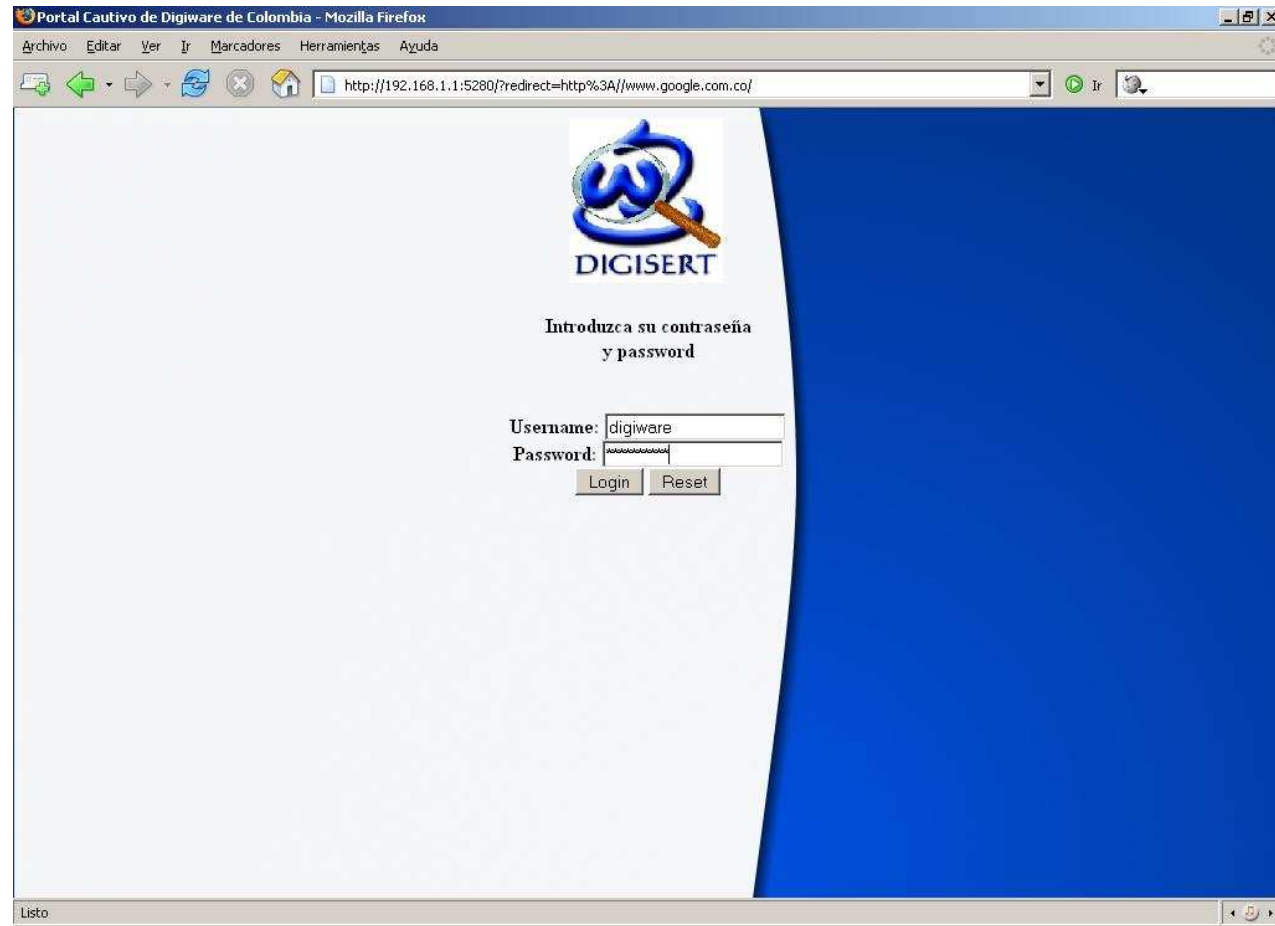 Portal Cautivo de Digiware de Colombia - Mozilla Firefox
Archivo Editar Ver Ir Marcadores Herramientas Ayuda
http://192.168.1.1:5280/?redirect=http%3A//www.google.com.co/ Ir
DIGISERT
Introduzca su contraseña
y password
Username: digiware
Password: ***********
Login Reset
Listo